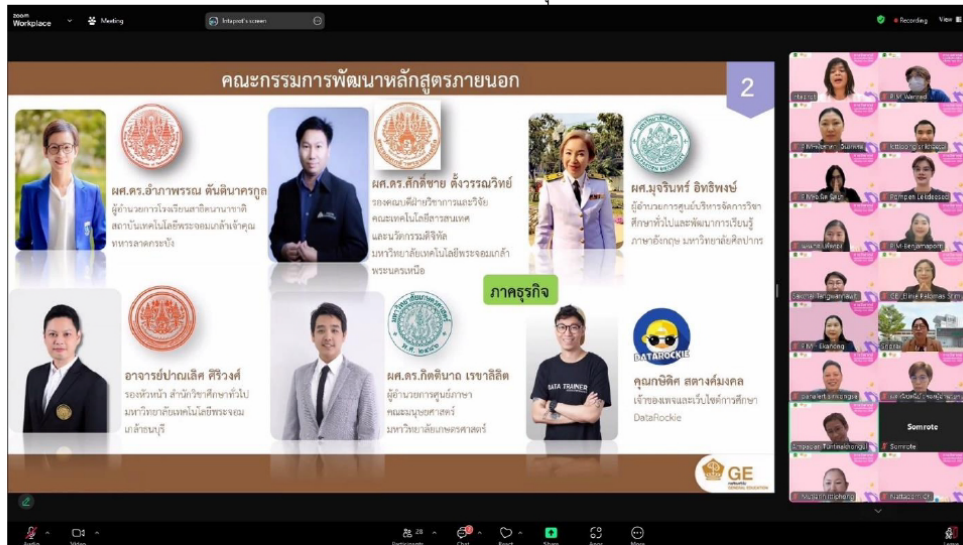 zoom
Workplace
Meeting
Intaprot's screen
Recording
View
คณะกรรมการพัฒนาหลักสูตรภายนอก
2
ผศ.ดร.อำภาพรรณ ตันตินาครกูล
ผู้อำนวยการโรงเรียนสาธิตนานาชาติ
สถาบันเทคโนโลยีพระจอมเกล้าเจ้าคุณ
ทหารลาดกระบัง
ผศ.ดร.ศักดิ์ชาย ตั้งวรรณวิทย์
รองคณบดีฝ่ายวิชาการและวิจัย
คณะเทคโนโลยีสารสนเทศ
และนวัตกรรมดิจิทัล
มหาวิทยาลัยเทคโนโลยีพระจอมเกล้า
พระนครเหนือ
ผศ.มุจรินทร์ อิทธิพงษ์
ผู้อำนวยการศูนย์บริหารจัดการวิชา
ศึกษาทั่วไปและพัฒนาการเรียนรู้
ภาษาอังกฤษ มหาวิทยาลัยศิลปากร
ภาคธุรกิจ
อาจารย์ปาณเลิศ ศิริวงศ์
รองหัวหน้า สำนักวิชาศึกษาทั่วไป
มหาวิทยาลัยเทคโนโลยีพระจอม
เกล้าธนบุรี
ผศ.ดร.กิตตินาถ เรขาลิลิต
ผู้อำนวยการศูนย์ภาษา
คณะมนุษยศาสตร์
มหาวิทยาลัยเกษตรศาสตร์
DATA TRAINER
DATAROCKIE
คุณกษิดิศ สตางค์มงคล
เจ้าของเพจและเว็บไซต์การศึกษา
DataRockie
GE
GENERAL EDUCATION
Somrote
Somrote
Audio
Video
28
Participants
Chat
React
Share
Apps
More
Leave